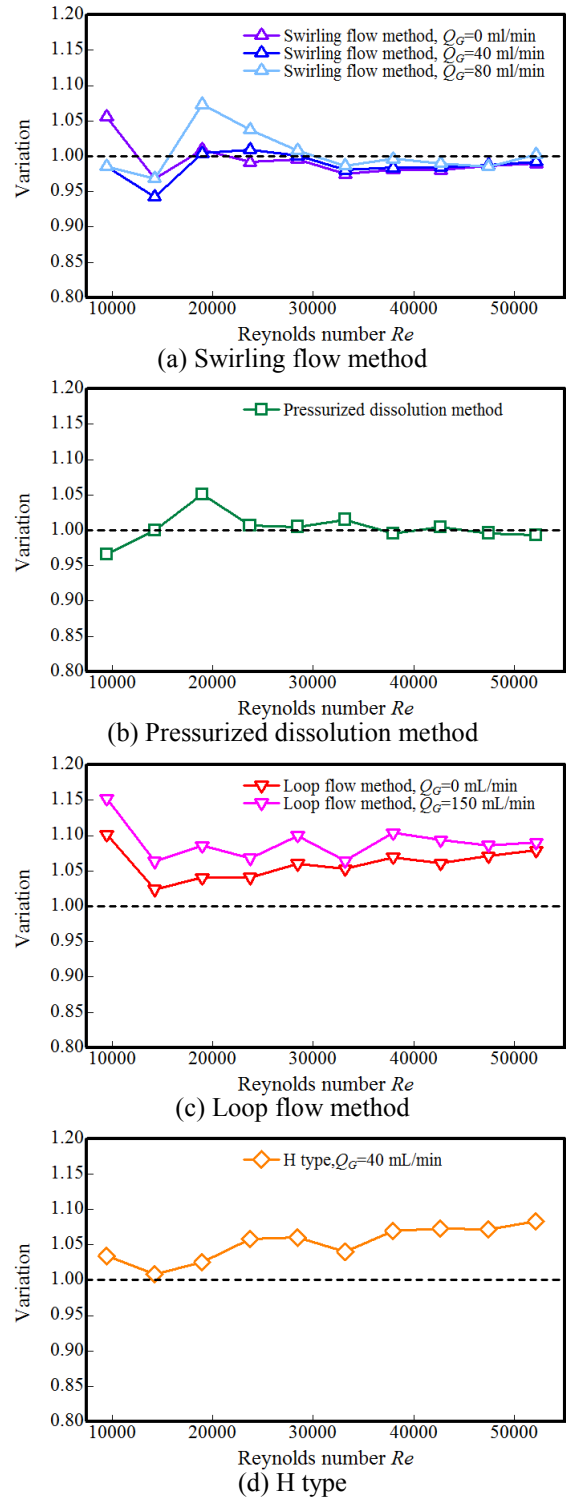 1.20
1.15
1.10
1.05
1.00
0.95
0.90
0.85
0.80
Variation
Swirling flow method, Q_G=0 ml/min
Swirling flow method, Q_G=40 ml/min
Swirling flow method, Q_G=80 ml/min
10000 20000 30000 40000 50000
Reynolds number Re
(a) Swirling flow method
1.20
1.15
1.10
1.05
1.00
0.95
0.90
0.85
0.80
Variation
Pressurized dissolution method
10000 20000 30000 40000 50000
Reynolds number Re
(b) Pressurized dissolution method
1.20
1.15
1.10
1.05
1.00
0.95
0.90
0.85
0.80
Variation
Loop flow method, Q_G=0 mL/min
Loop flow method, Q_G=150 mL/min
10000 20000 30000 40000 50000
Reynolds number Re
(c) Loop flow method
1.20
1.15
1.10
1.05
1.00
0.95
0.90
0.85
0.80
Variation
H type,Q_G=40 mL/min
10000 20000 30000 40000 50000
Reynolds number Re
(d) H type